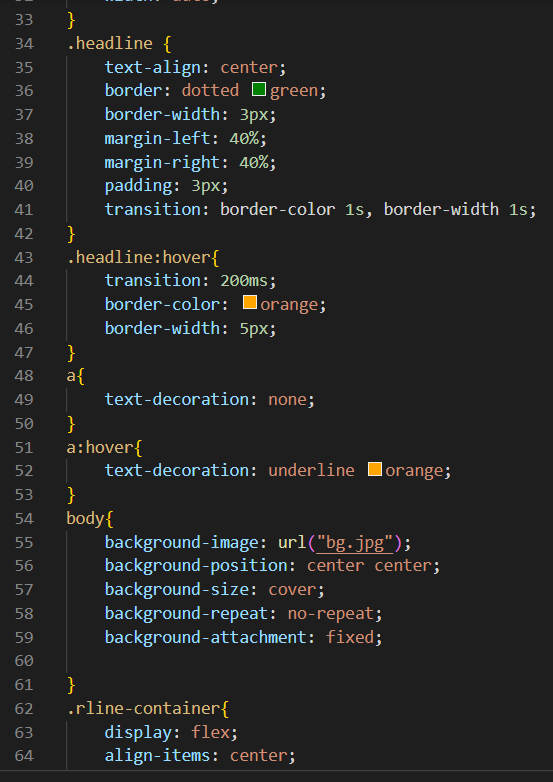 33 }
34 .headline {
35 text-align: center;
36 border: dotted green;
37 border-width: 3px;
38 margin-left: 40%;
39 margin-right: 40%;
40 padding: 3px;
41 transition: border-color 1s, border-width 1s;
42 }
43 .headline:hover{
44 transition: 200ms;
45 border-color: orange;
46 border-width: 5px;
47 }
48 a{
49 text-decoration: none;
50 }
51 a:hover{
52 text-decoration: underline orange;
53 }
54 body{
55 background-image: url("bg.jpg");
56 background-position: center center;
57 background-size: cover;
58 background-repeat: no-repeat;
59 background-attachment: fixed;
60
61 }
62 .rline-container{
63 display: flex;
64 align-items: center;